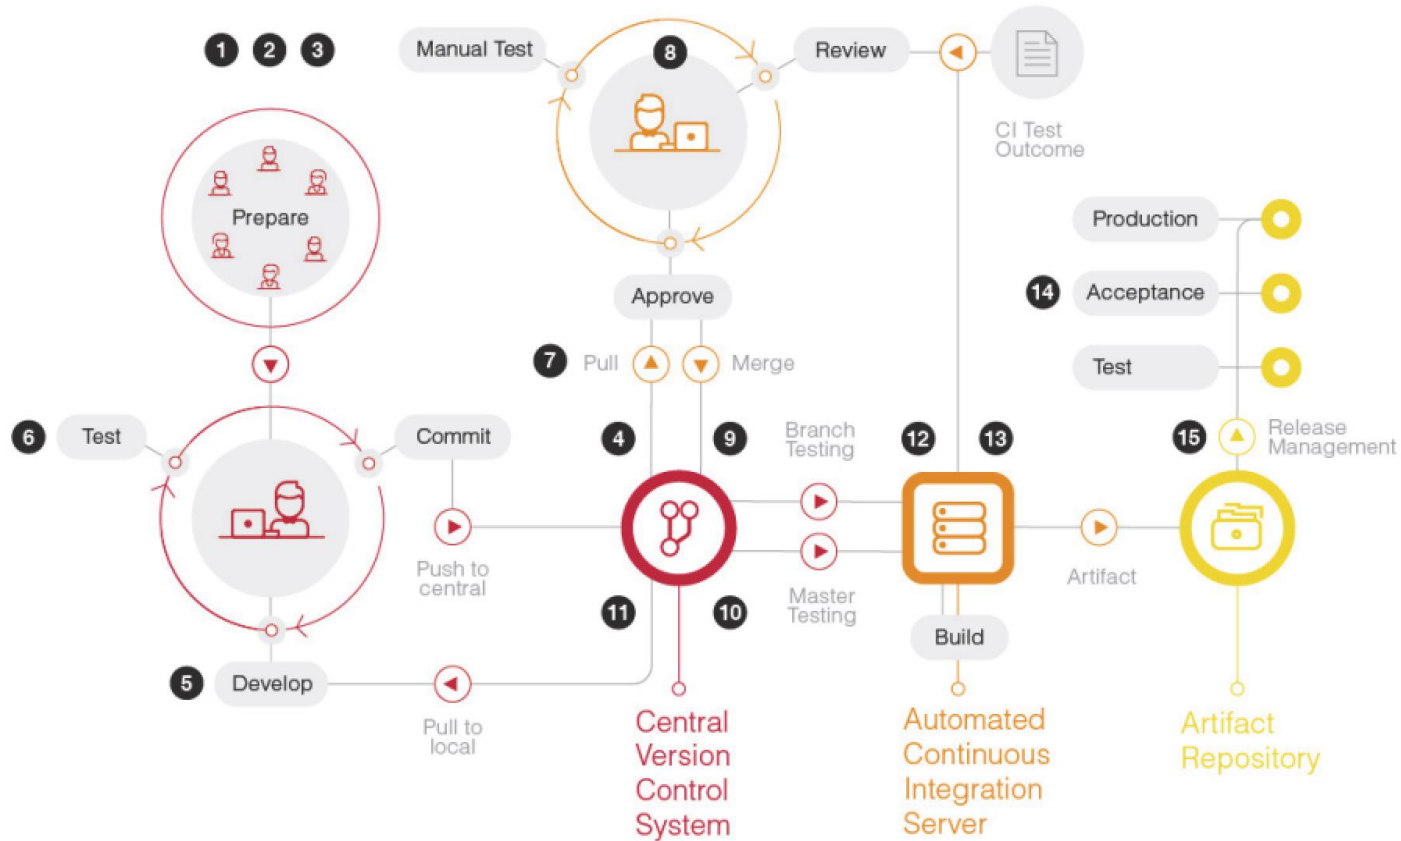 1 2 3
Manual Test
8
Review
CI Test
Outcome
Prepare
Production
14 Acceptance
Test
Approve
7 Pull
Merge
6 Test
Commit
4
9
Branch
Testing
12
13
15 Release
Management
Push to
central
Artifact
11
10
Master
Testing
Build
5 Develop
Pull to
local
Central
Version
Control
System
Automated
Continuous
Integration
Server
Artifact
Repository